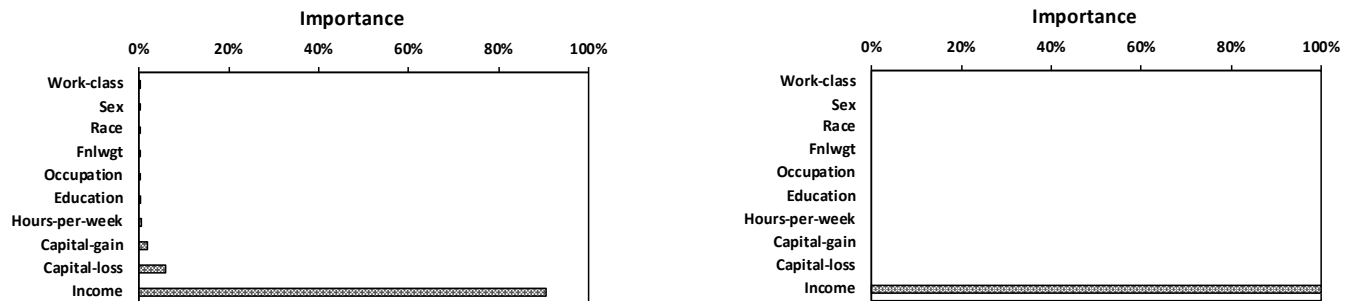 Importance
0% 20% 40% 60% 80% 100%
Work-class
Sex
Race
Fnlwgt
Occupation
Education
Hours-per-week
Capital-gain
Capital-loss
Income
Importance
0% 20% 40% 60% 80% 100%
Work-class
Sex
Race
Fnlwgt
Occupation
Education
Hours-per-week
Capital-gain
Capital-loss
Income